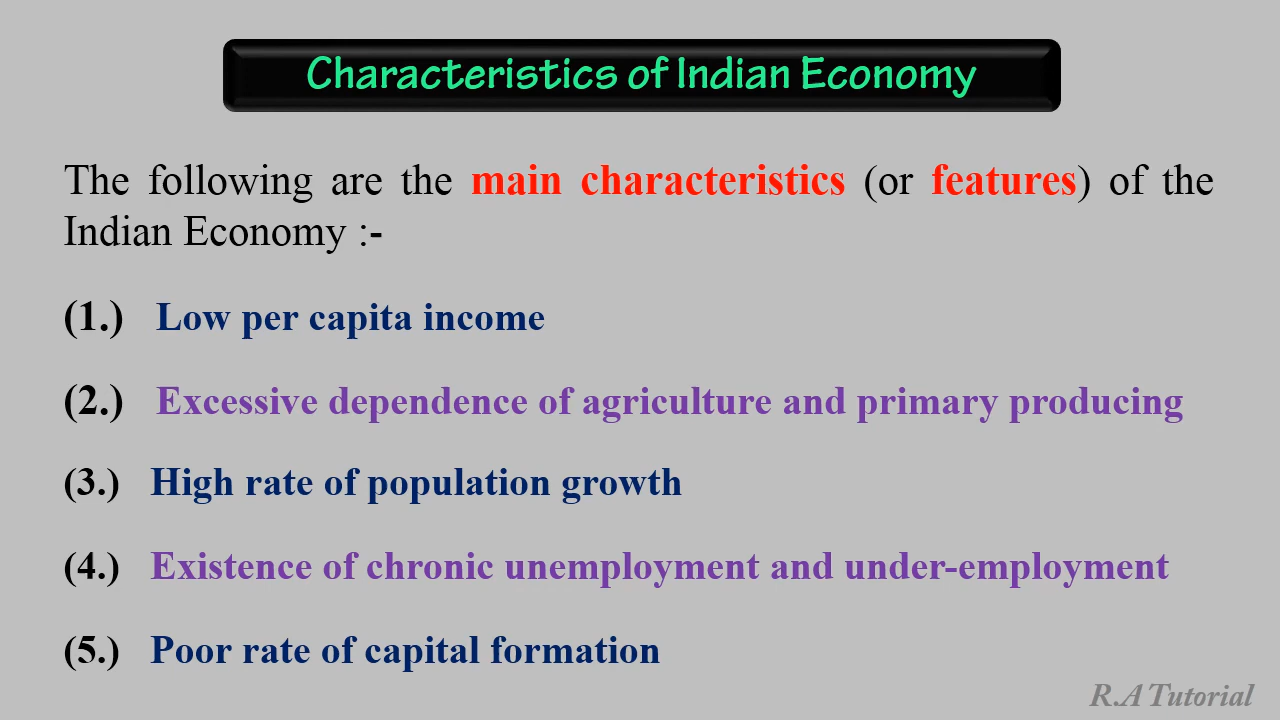 Characteristics of Indian Economy
The following are the main characteristics (or features) of the
Indian Economy :-
(1.) Low per capita income
(2.) Excessive dependence of agriculture and primary producing
(3.) High rate of population growth
(4.) Existence of chronic unemployment and under-employment
(5.) Poor rate of capital formation
R.A Tutorial